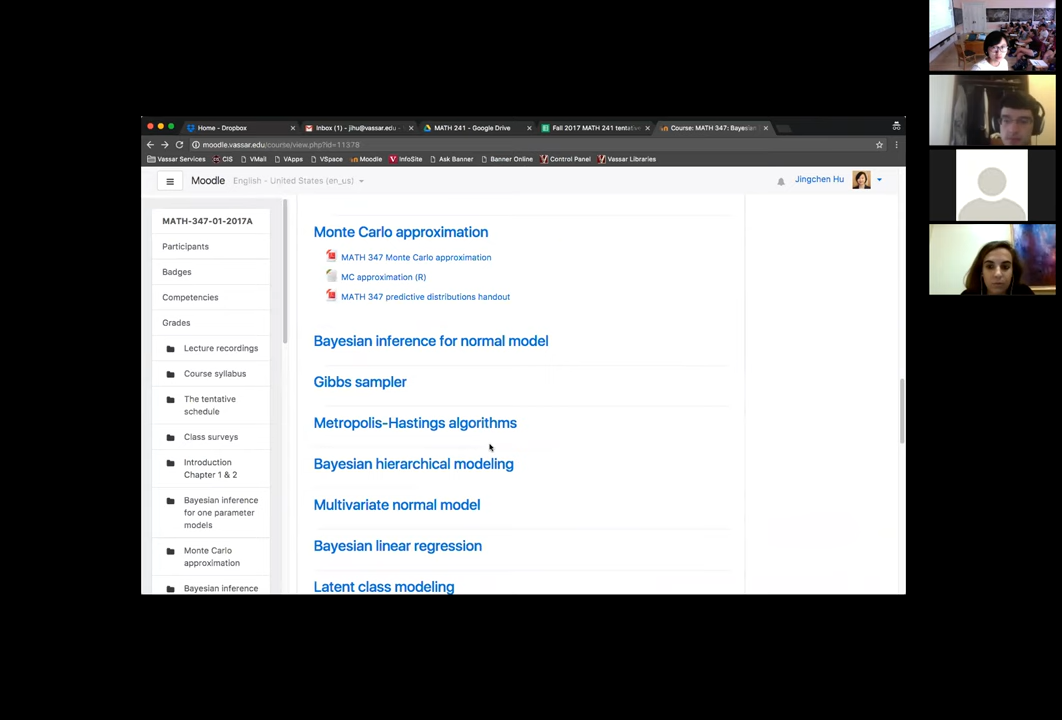 Home - Dropbox
Inbox (1) - jihu@vassar.edu -
MATH 241 - Google Drive
Fall 2017 MATH 241 tentati
Course: MATH 347: Bayesian
moodle.vassar.edu/course/view.php?id=11378
Vassar Services
CIS
VMail
VApps
VSpace
Moodle
InfoSite
Ask Banner
Banner Online
Control Panel
Vassar Libraries
Moodle
English - United States (en_us)
Jingchen Hu
MATH-347-01-2017A
Participants
Badges
Competencies
Grades
Lecture recordings
Course syllabus
The tentative
schedule
Class surveys
Introduction
Chapter 1 & 2
Bayesian inference
for one parameter
models
Monte Carlo
approximation
Bayesian inference
Monte Carlo approximation
MATH 347 Monte Carlo approximation
MC approximation (R)
MATH 347 predictive distributions handout
Bayesian inference for normal model
Gibbs sampler
Metropolis-Hastings algorithms
Bayesian hierarchical modeling
Multivariate normal model
Bayesian linear regression
Latent class modeling